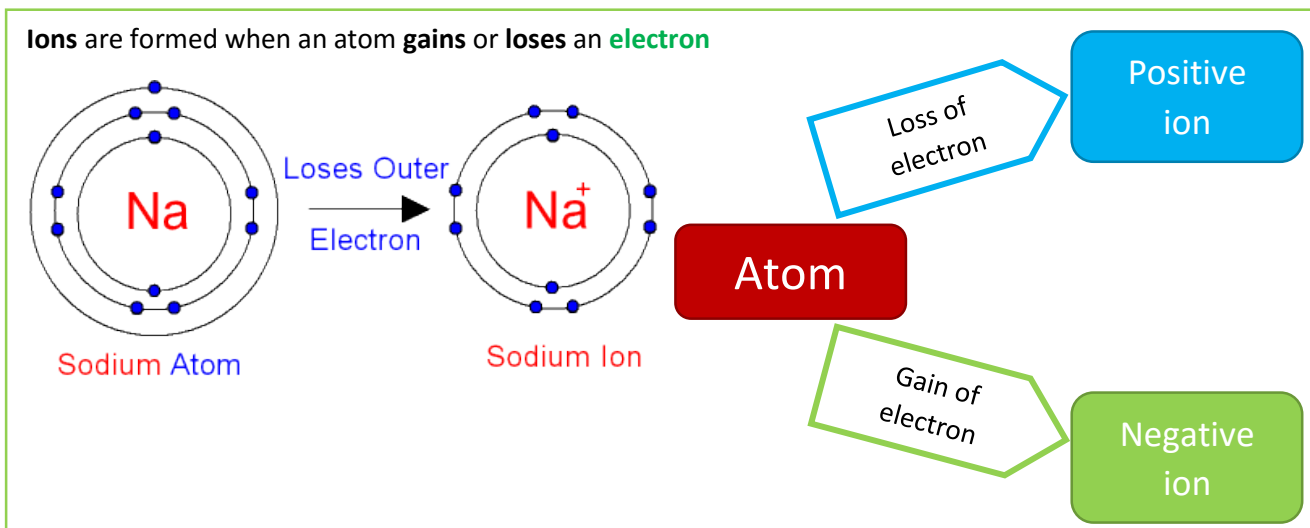 Ions are formed when an atom gains or loses an electron
Na
Loses Outer
Electron
Na+
Sodium Atom
Sodium Ion
Atom
Loss of
electron
Positive
ion
Gain of
electron
Negative
ion